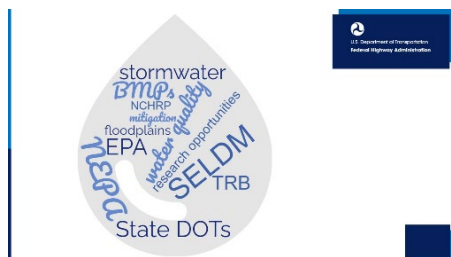 stormwater
BMPs
NCHRP
mitigation
floodplains
EPA
water quality
research opportunities
SELDM
TRB
NEPA
State DOTs
U.S. Department of Transportation
Federal Highway Administration